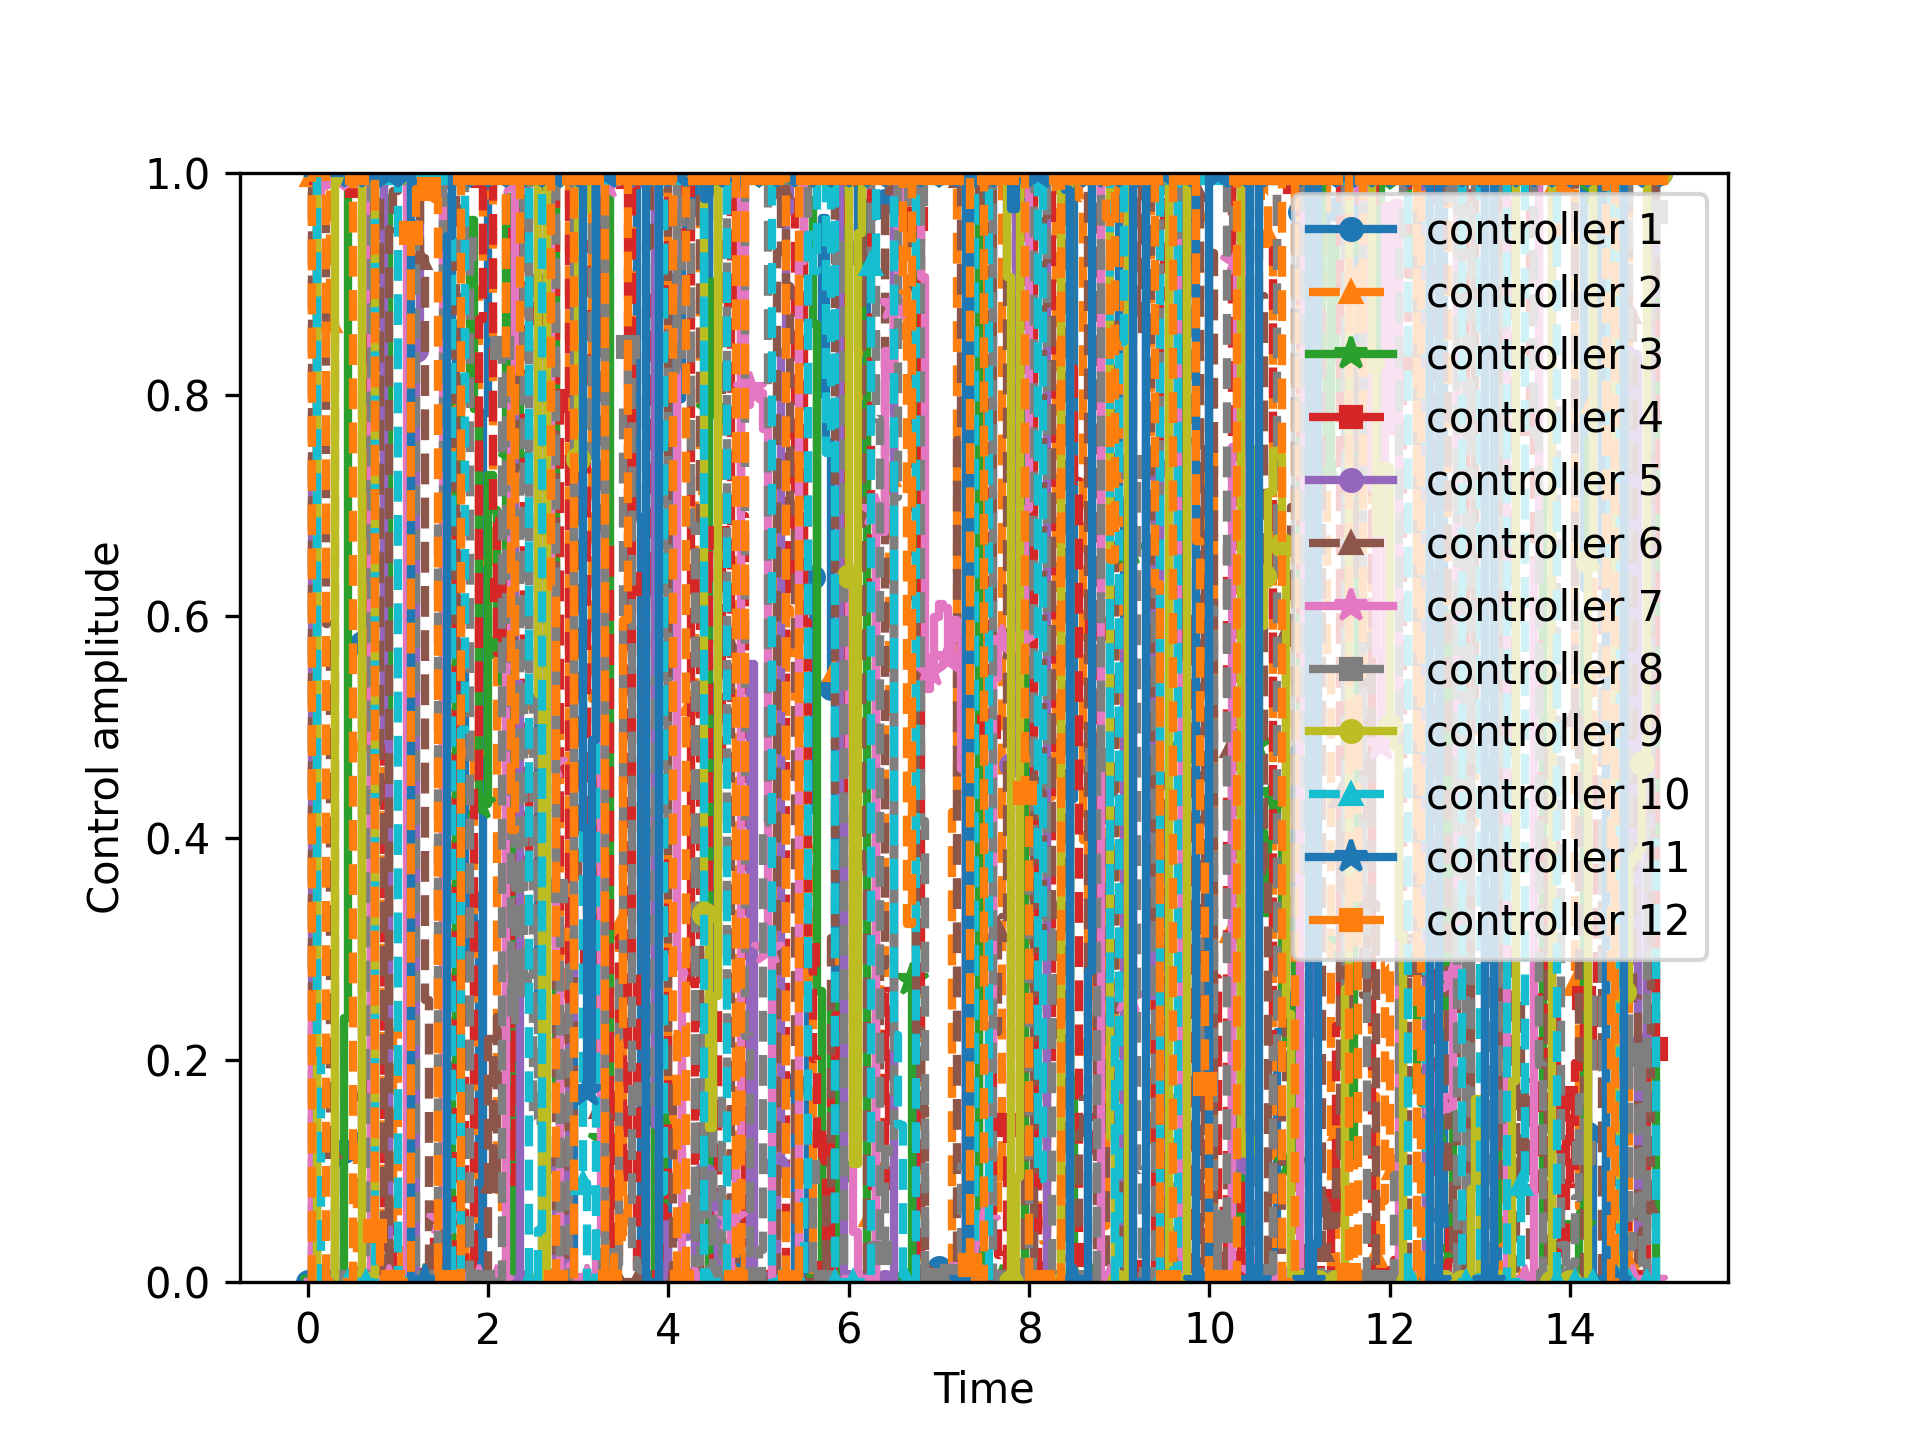 1.0
0.8
0.6
0.4
0.2
0.0
Control amplitude
0 2 4 6 8 10 12 14
Time
controller 1
controller 2
controller 3
controller 4
controller 5
controller 6
controller 7
controller 8
controller 9
controller 10
controller 11
controller 12